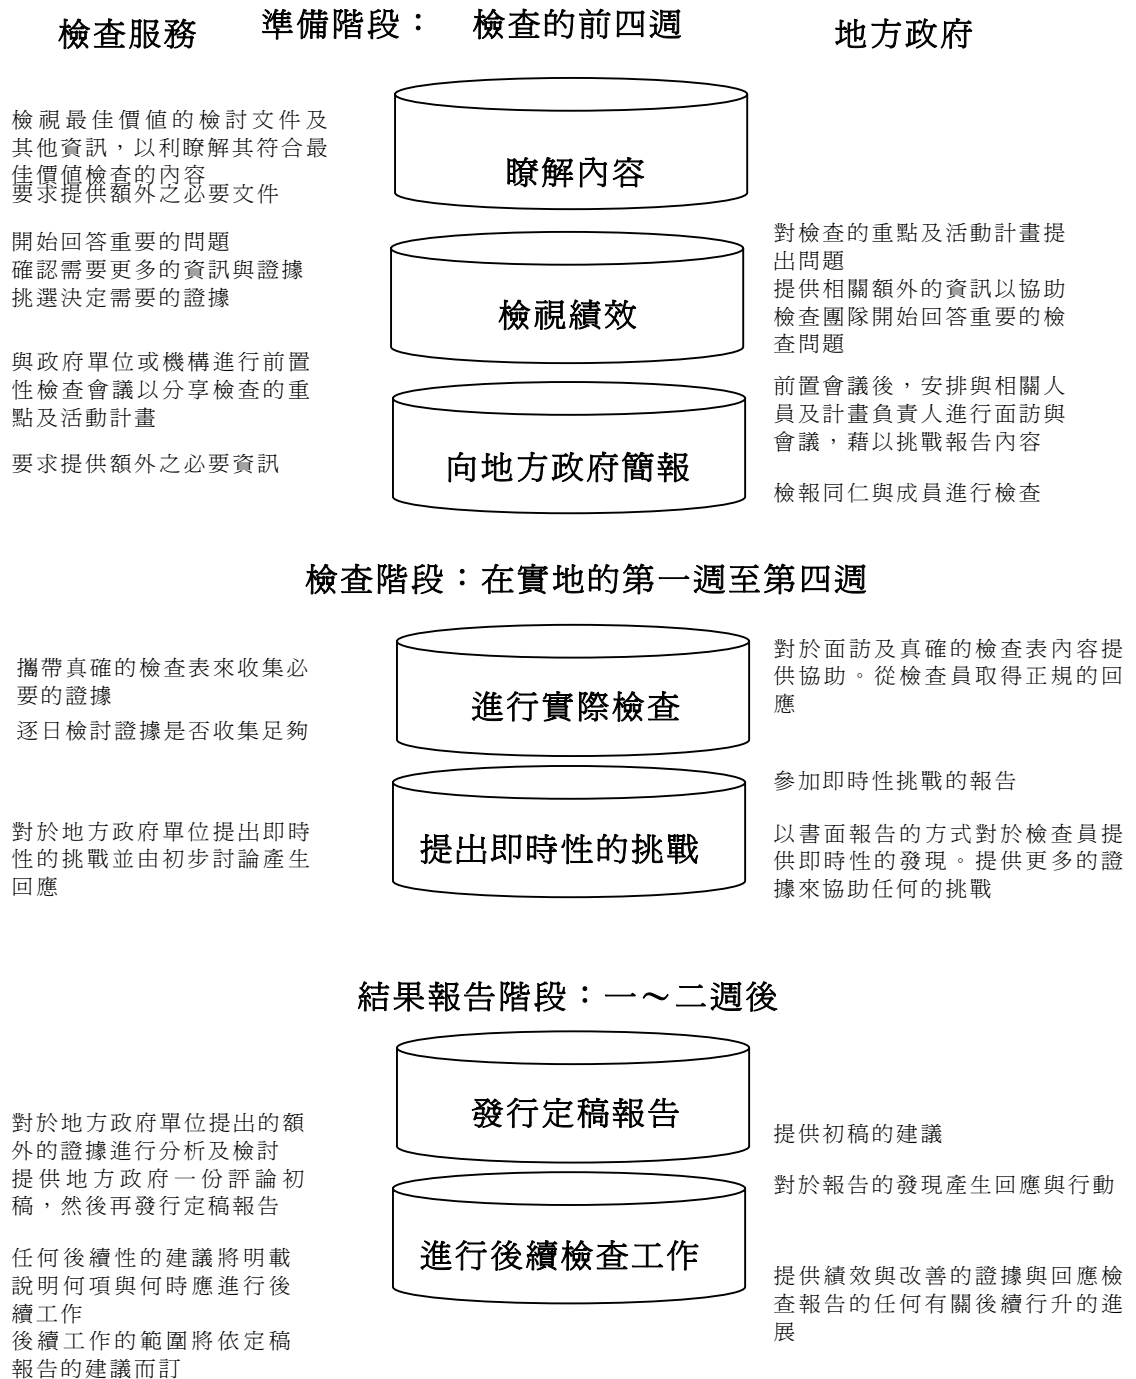 檢查服務
準備階段： 檢查的前四週
地方政府
檢視最佳價值的檢討文件及
其他資訊，以利瞭解其符合最
佳價值檢查的內容
要求提供額外之必要文件
瞭解內容
開始回答重要的問題
確認需要更多的資訊與證據
挑選決定需要的證據
檢視績效
對檢查的重點及活動計畫提
出問題
提供相關額外的資訊以協助
檢查團隊開始回答重要的檢
查問題
與政府單位或機構進行前置
性檢查會議以分享檢查的重
點及活動計畫
要求提供額外之必要資訊
向地方政府簡報
前置會議後，安排與相關人
員及計畫負責人進行面訪與
會議，藉以挑戰報告內容
檢報同仁與成員進行檢查
檢查階段：在實地的第一週至第四週
攜帶真確的檢查表來收集必
要的證據
逐日檢討證據是否收集足夠
進行實際檢查
對於面訪及真確的檢查表內容提
供協助。從檢查員取得正規的回
應
對於地方政府單位提出即時
性的挑戰並由初步討論產生
回應
提出即時性的挑戰
參加即時性挑戰的報告
以書面報告的方式對於檢查員提
供即時性的發現。提供更多的證
據來協助任何的挑戰
結果報告階段：一～二週後
對於地方政府單位提出的額
外的證據進行分析及檢討
提供地方政府一份評論初
稿，然後再發行定稿報告
發行定稿報告
提供初稿的建議
對於報告的發現產生回應與行動
任何後續性的建議將明載
說明何項與何時應進行後
續工作
後續工作的範圍將依定稿
報告的建議而訂
進行後續檢查工作
提供績效與改善的證據與回應檢
查報告的任何有關後續行升的進
展